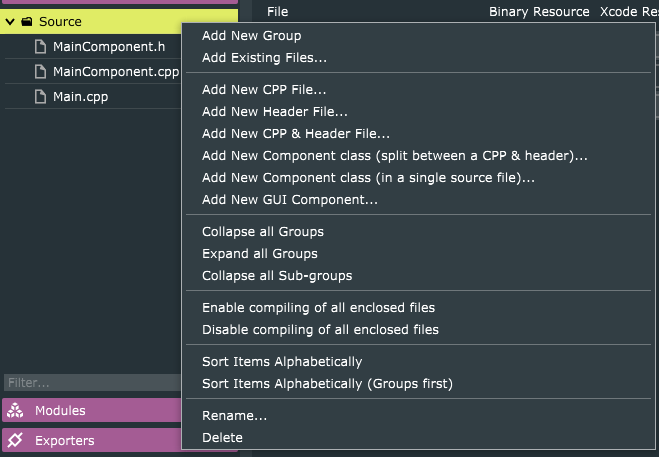 File
Binary Resource
Xcode Res
Source
MainComponent.h
MainComponent.cpp
Main.cpp
Add New Group
Add Existing Files...
Add New CPP File...
Add New Header File...
Add New CPP & Header File...
Add New Component class (split between a CPP & header)...
Add New Component class (in a single source file)...
Add New GUI Component...
Collapse all Groups
Expand all Groups
Collapse all Sub-groups
Enable compiling of all enclosed files
Disable compiling of all enclosed files
Sort Items Alphabetically
Sort Items Alphabetically (Groups first)
Rename...
Delete
Filter...
Modules
Exporters